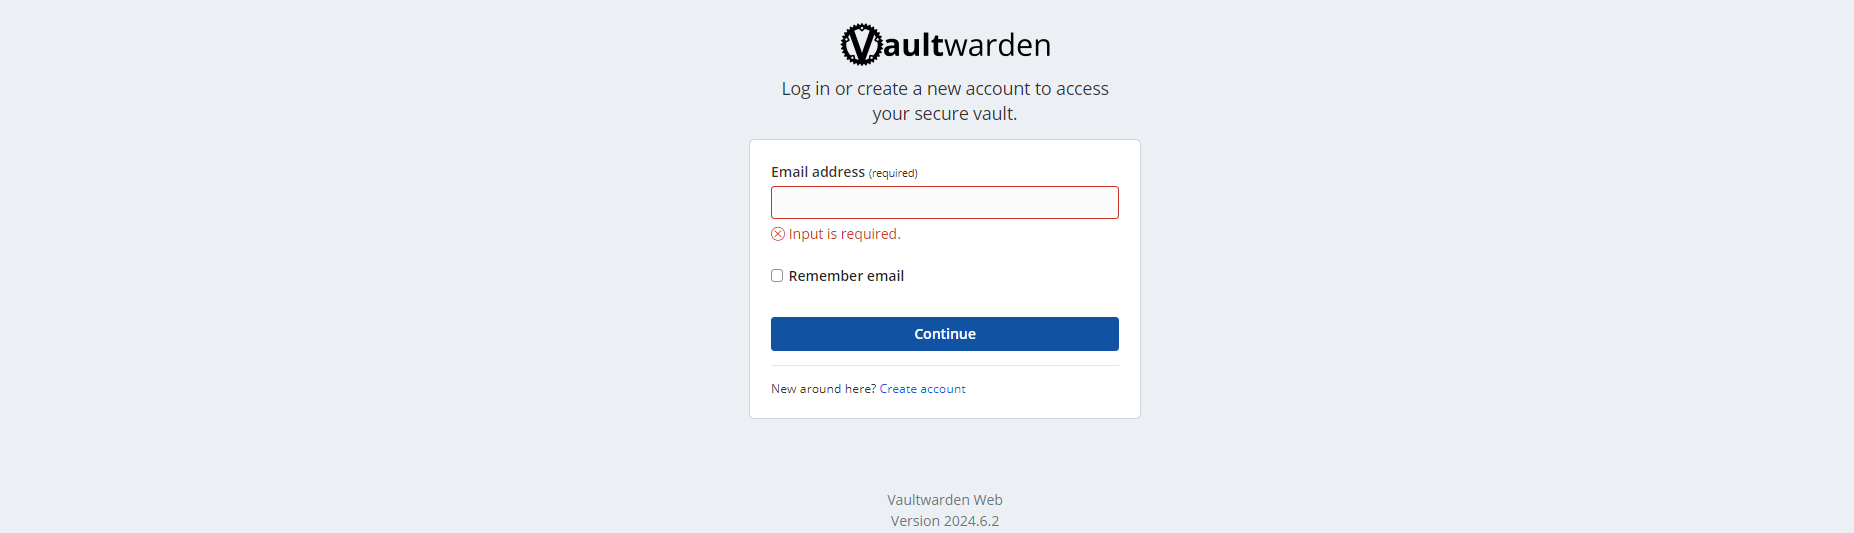 Vaultwarden
Log in or create a new account to access
your secure vault.
Email address (required)
Input is required.
Remember email
Continue
New around here? Create account
Vaultwarden Web
Version 2024.6.2